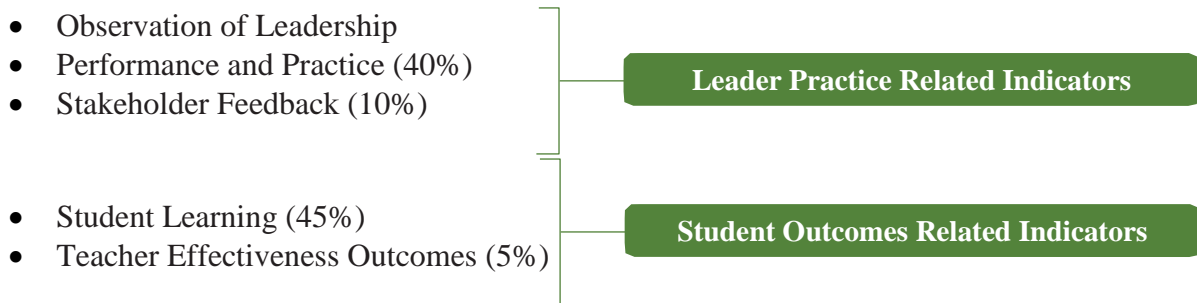 • Observation of Leadership
• Performance and Practice (40%)
• Stakeholder Feedback (10%)
Leader Practice Related Indicators
• Student Learning (45%)
• Teacher Effectiveness Outcomes (5%)
Student Outcomes Related Indicators